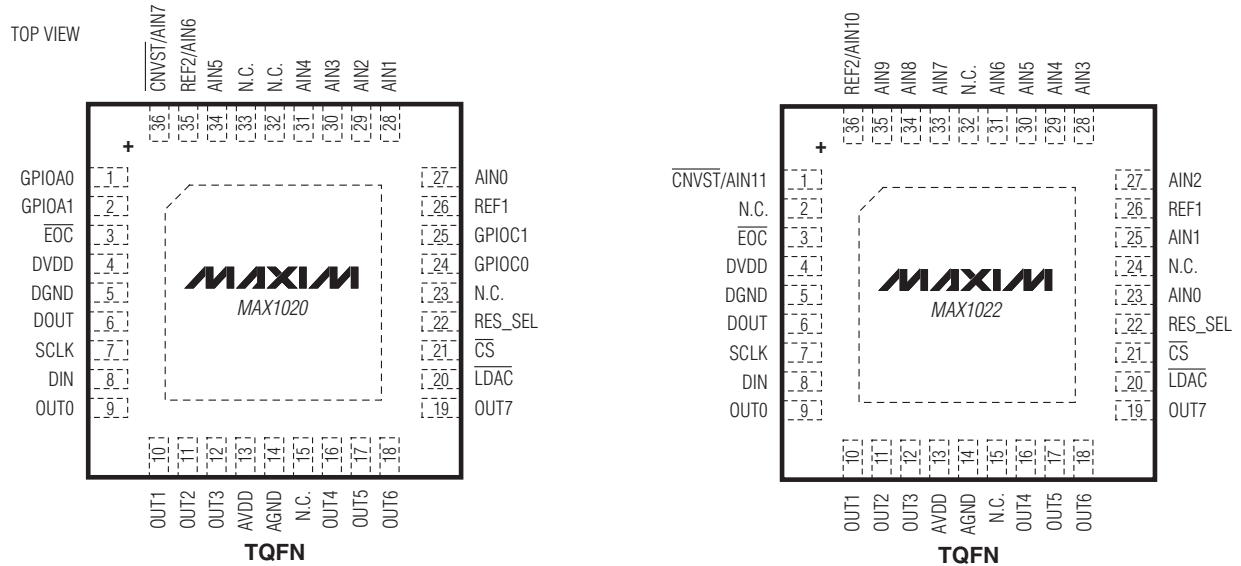 TOP VIEW
CNVST/AIN7
REF2/AIN6
AIN5
N.C.
N.C.
AIN4
AIN3
AIN2
AIN1
36
35
34
33
32
31
30
29
28
+
GPIOA0 1
GPIOA1 2
EOC 3
DVDD 4
DGND 5
DOUT 6
SCLK 7
DIN 8
OUT0 9
MAXIM
MAX1020
27 AIN0
26 REF1
25 GPIOC1
24 GPIOC0
23 N.C.
22 RES_SEL
21 CS
20 LDAC
19 OUT7
10
11
12
13
14
15
16
17
18
OUT1
OUT2
OUT3
AVDD
AGND
N.C.
OUT4
OUT5
OUT6
TQFN
REF2/AIN10
AIN9
AIN8
AIN7
N.C.
AIN6
AIN5
AIN4
AIN3
36
35
34
33
32
31
30
29
28
+
CNVST/AIN11 1
N.C. 2
EOC 3
DVDD 4
DGND 5
DOUT 6
SCLK 7
DIN 8
OUT0 9
MAXIM
MAX1022
27 AIN2
26 REF1
25 AIN1
24 N.C.
23 AIN0
22 RES_SEL
21 CS
20 LDAC
19 OUT7
10
11
12
13
14
15
16
17
18
OUT1
OUT2
OUT3
AVDD
AGND
N.C.
OUT4
OUT5
OUT6
TQFN